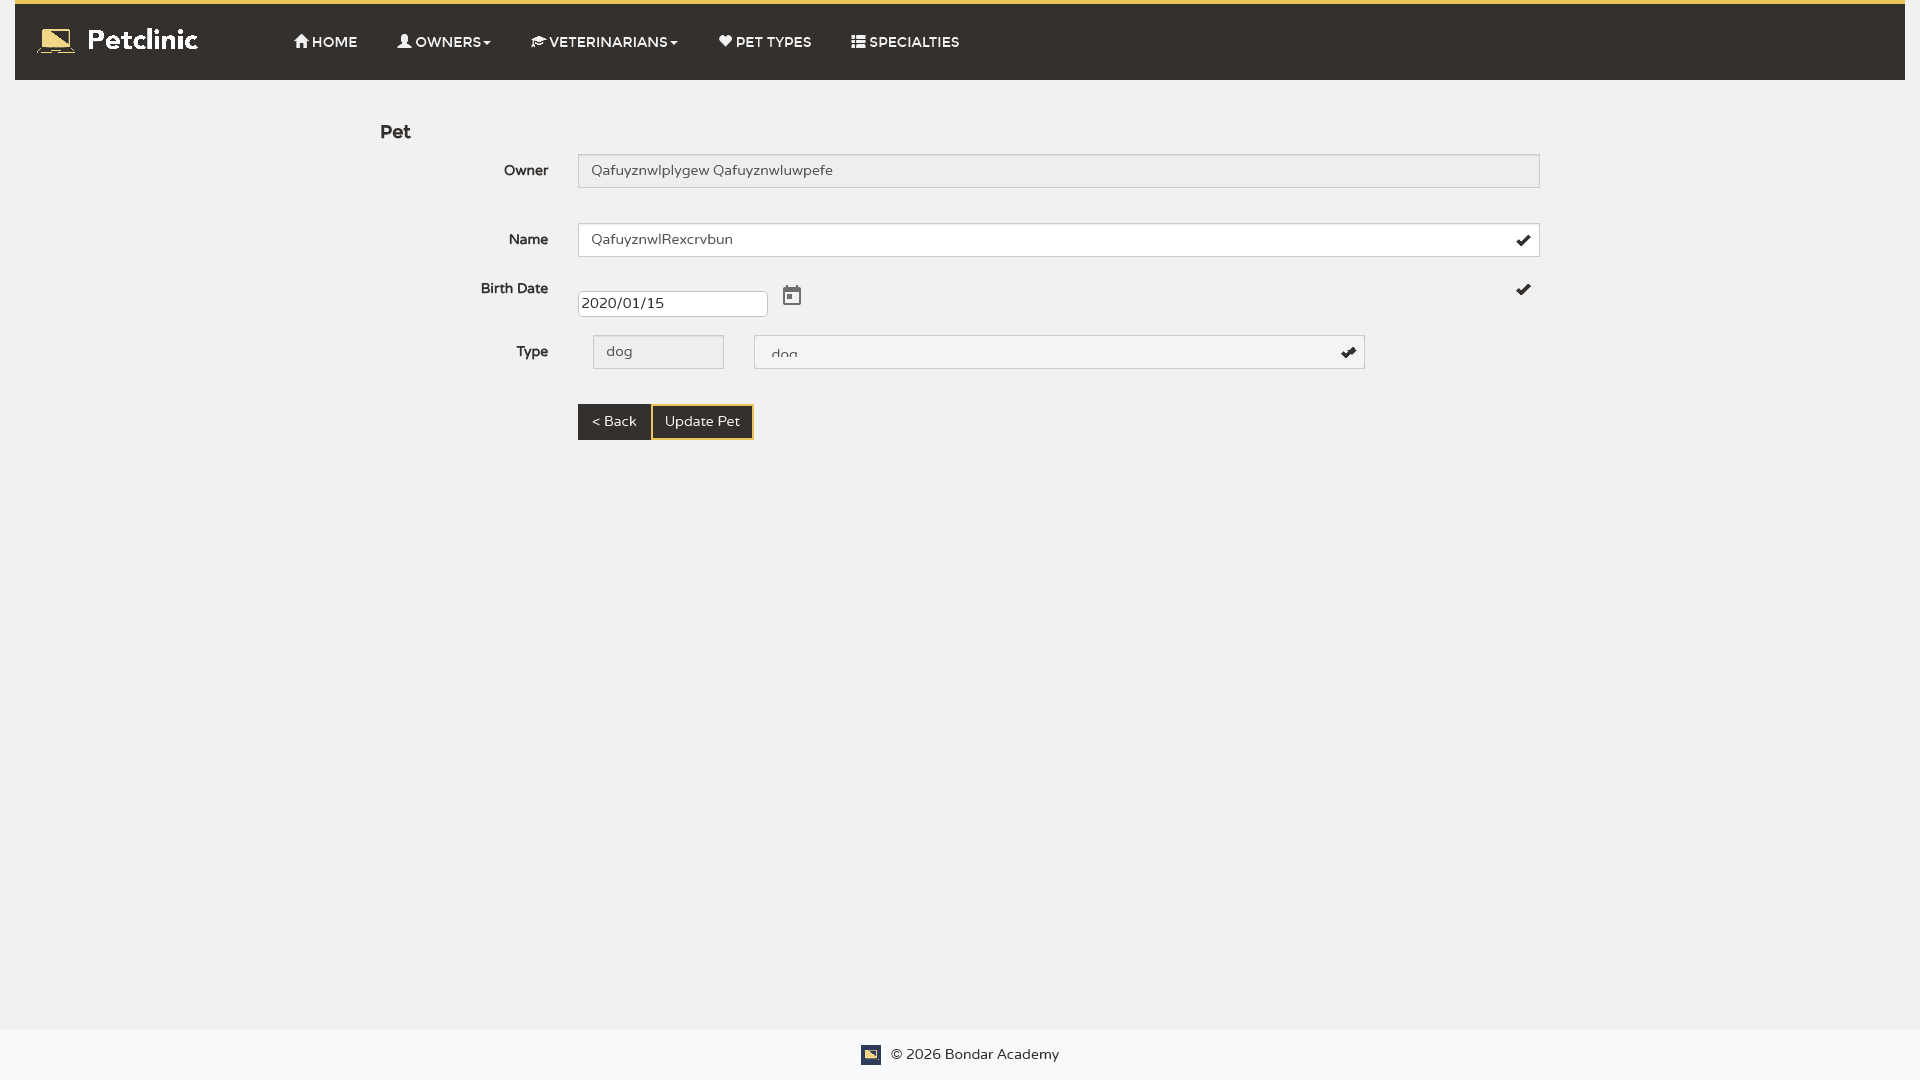 Petclinic
HOME
OWNERS
VETERINARIANS
PET TYPES
SPECIALTIES
Pet
Owner
Qafuyznwlplygew Qafuyznwluwpefe
Name
QafuyznwlRexcrvbun
Birth Date
2020/01/15
Type
dog
dog
< Back
Update Pet
© 2026 Bondar Academy